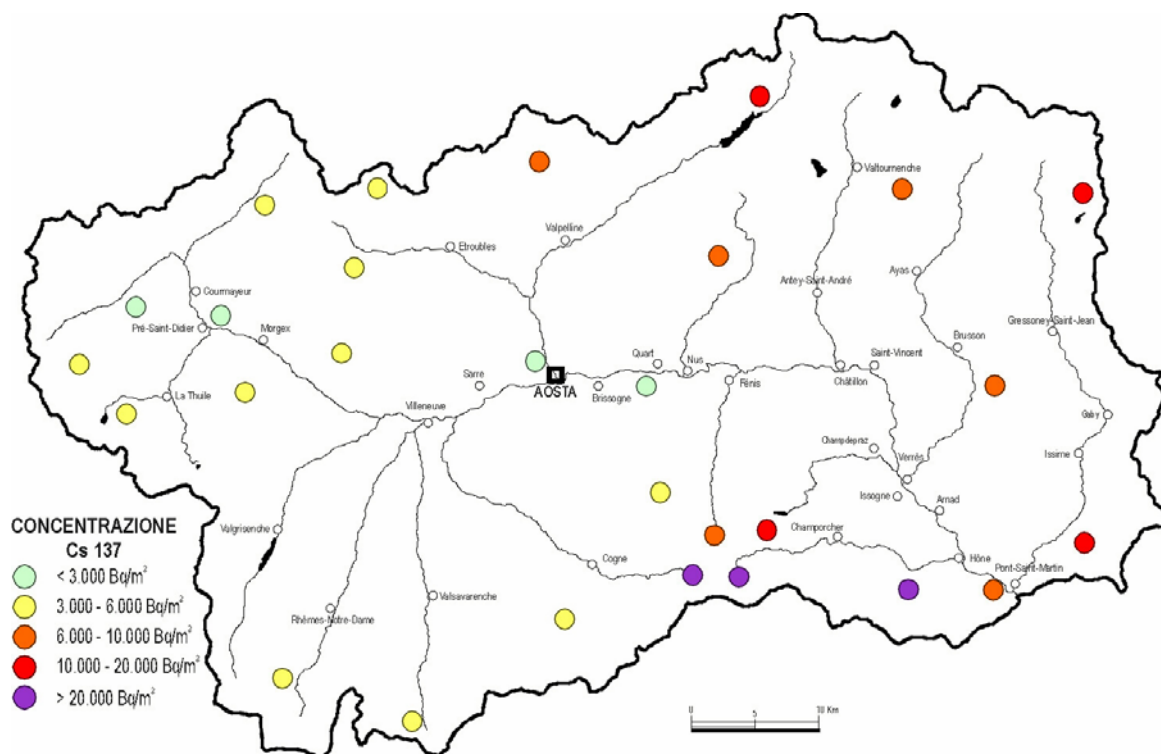 Valtournenche
Valpelline
Etroubles
Ayas
Antey-Saint-André
Courmayeur
Pré-Saint-Didier
Morgex
Gressoney-Saint-Jean
Brusson
Quart
Nus
Saint-Vincent
Sarre
AOSTA
Brissogne
Fénis
Châtillon
La Thuile
Villeneuve
Gaby
Champdepraz
Verrès
Issime
Issogne
Arnad
CONCENTRAZIONE
Cs 137
< 3.000 Bq/m²
3.000 - 6.000 Bq/m²
6.000 - 10.000 Bq/m²
10.000 - 20.000 Bq/m²
> 20.000 Bq/m²
Valgrisenche
Champorcher
Cogne
Hône
Pont-Saint-Martin
Valsavarenche
Rhêmes-Notre-Dame
0 5 10 Km